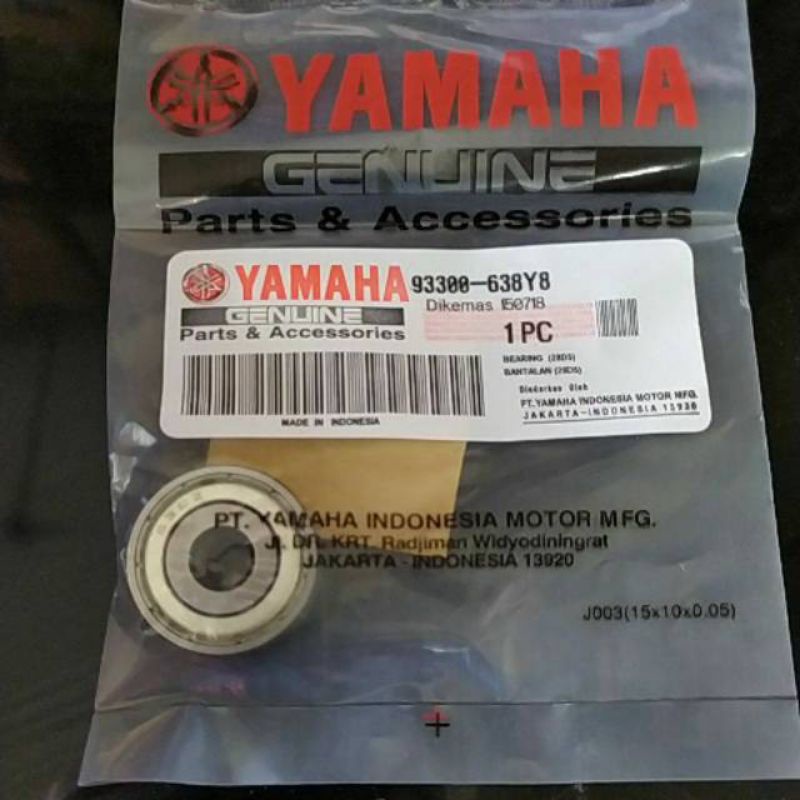 YAMAHA
GENUINE
Parts & Accessories
YAMAHA 93300-638Y8
GENUINE Dikemas 150718
Parts & Accessories 1PC
BEARING (28D5)
BANTALAN (28D5)
Diedarkan Oleh
PT.YAMAHA INDONESIA MOTOR MFG.
JAKARTA-INDONESIA 13930
MADE IN INDONESIA
PT. YAMAHA INDONESIA MOTOR MFG.
Jl. DR. KRT. Radjiman Widyodiningrat
JAKARTA - INDONESIA 13920
J003(15x10x0.05)